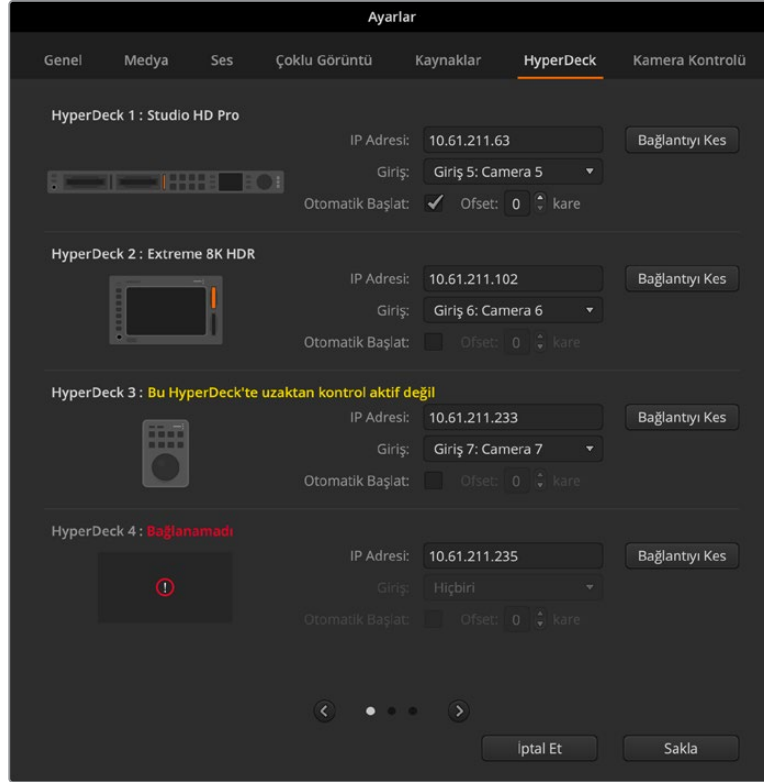 Ayarlar
Genel Medya Ses Çoklu Görüntü Kaynaklar HyperDeck Kamera Kontrolü
HyperDeck 1 : Studio HD Pro
IP Adresi: 10.61.211.63 Bağlantıyı Kes
Giriş: Giriş 5: Camera 5
Otomatik Başlat: Ofset: 0 kare
HyperDeck 2 : Extreme 8K HDR
IP Adresi: 10.61.211.102 Bağlantıyı Kes
Giriş: Giriş 6: Camera 6
Otomatik Başlat: Ofset: 0 kare
HyperDeck 3 : Bu HyperDeck'te uzaktan kontrol aktif değil
IP Adresi: 10.61.211.233 Bağlantıyı Kes
Giriş: Giriş 7: Camera 7
Otomatik Başlat: Ofset: 0 kare
HyperDeck 4 : Bağlanamadı
IP Adresi: 10.61.211.235 Bağlantıyı Kes
Giriş: Hiçbiri
Otomatik Başlat: Ofset: 0 kare
İptal Et Sakla